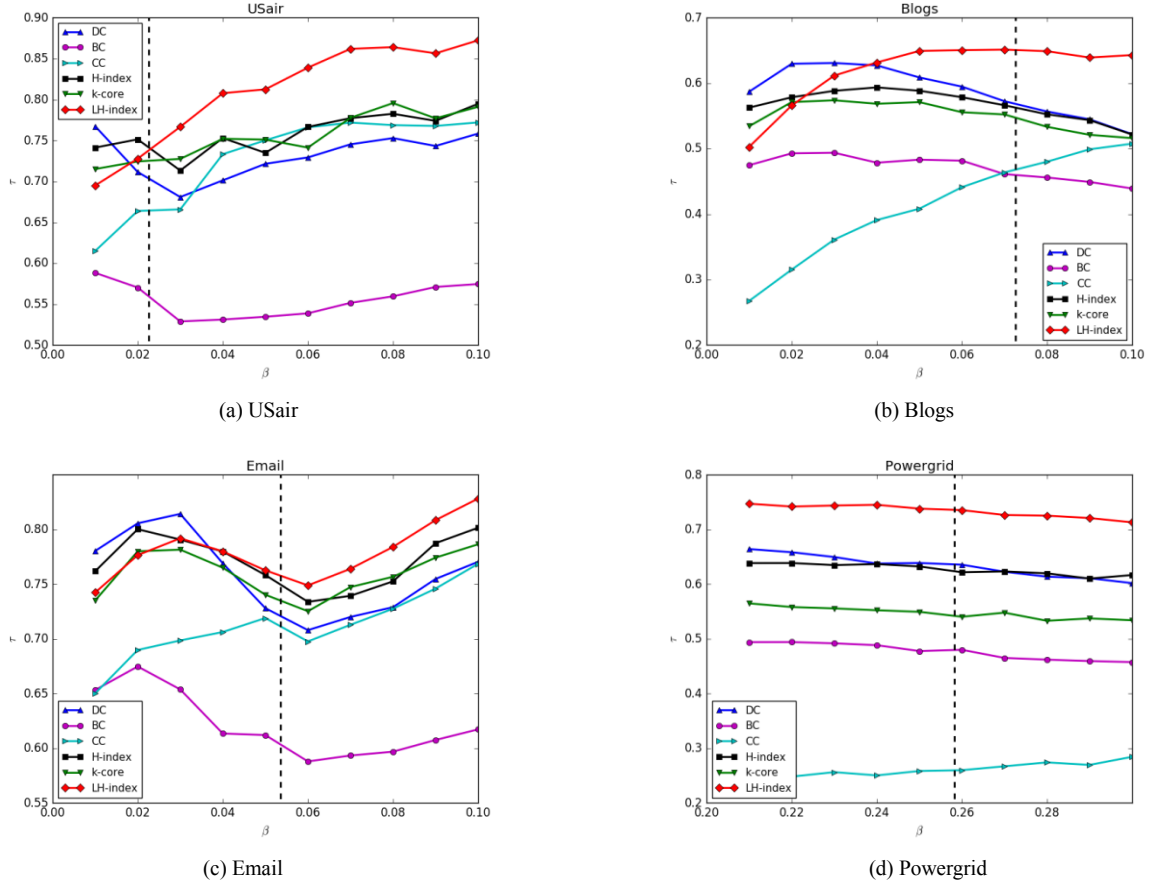 USair
0.90
0.85
0.80
0.75
0.70
0.65
0.60
0.55
0.50
τ
DC
BC
CC
H-index
k-core
LH-index
0.00 0.02 0.04 0.06 0.08 0.10
β
(a) USair
Blogs
0.7
0.6
0.5
0.4
0.3
0.2
τ
DC
BC
CC
H-index
k-core
LH-index
0.00 0.02 0.04 0.06 0.08 0.10
β
(b) Blogs
Email
0.80
0.75
0.70
0.65
0.60
0.55
τ
DC
BC
CC
H-index
k-core
LH-index
0.00 0.02 0.04 0.06 0.08 0.10
β
(c) Email
Powergrid
0.8
0.7
0.6
0.5
0.4
0.3
0.2
τ
DC
BC
CC
H-index
k-core
LH-index
0.20 0.22 0.24 0.26 0.28
β
(d) Powergrid